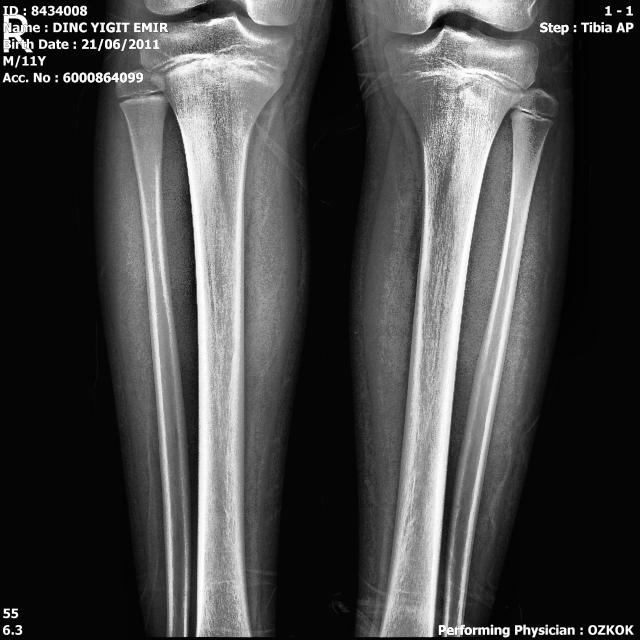 ID : 8434008
R
Name : DINC YIGIT EMIR
Birth Date : 21/06/2011
M/11Y
Acc. No : 6000864099
1 - 1
Step : Tibia AP
55
6.3
Performing Physician : OZKOK